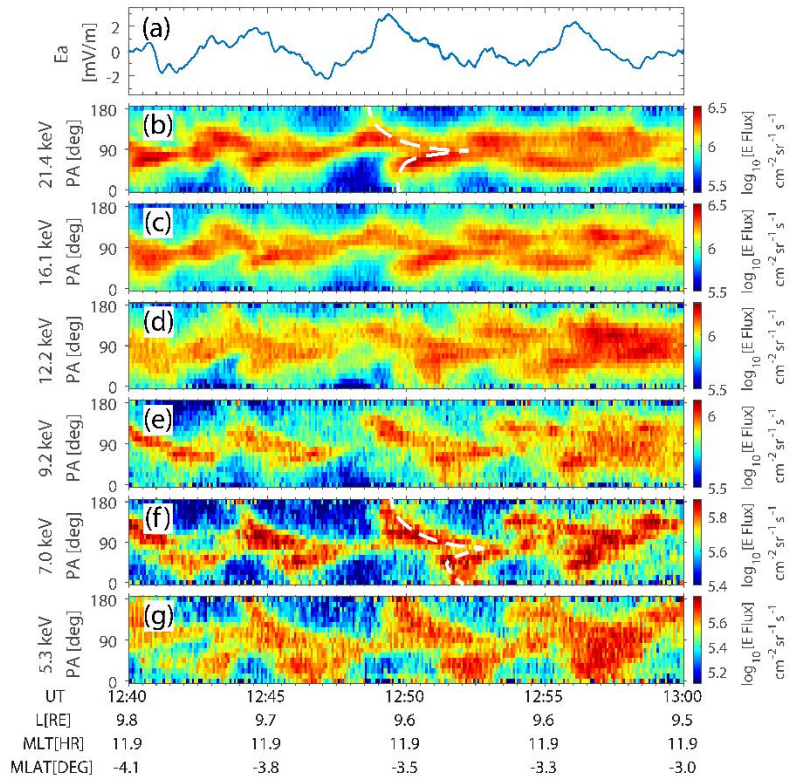 (a)
Ea
[mV/m]
2
0
-2
(b)
21.4 keV
PA [deg]
180
90
0
6.5
6
5.5
log10[E Flux]
cm-2 sr-1 s-1
(c)
16.1 keV
PA [deg]
180
90
0
6
5.5
log10[E Flux]
cm-2 sr-1 s-1
(d)
12.2 keV
PA [deg]
180
90
0
6
5.5
log10[E Flux]
cm-2 sr-1 s-1
(e)
9.2 keV
PA [deg]
180
90
0
6
5.5
log10[E Flux]
cm-2 sr-1 s-1
(f)
7.0 keV
PA [deg]
180
90
0
5.8
5.6
5.4
log10[E Flux]
cm-2 sr-1 s-1
(g)
5.3 keV
PA [deg]
180
90
0
5.6
5.4
5.2
log10[E Flux]
cm-2 sr-1 s-1
UT 12:40 12:45 12:50 12:55 13:00
L[RE] 9.8 9.7 9.6 9.6 9.5
MLT[HR] 11.9 11.9 11.9 11.9 11.9
MLAT[DEG] -4.1 -3.8 -3.5 -3.3 -3.0